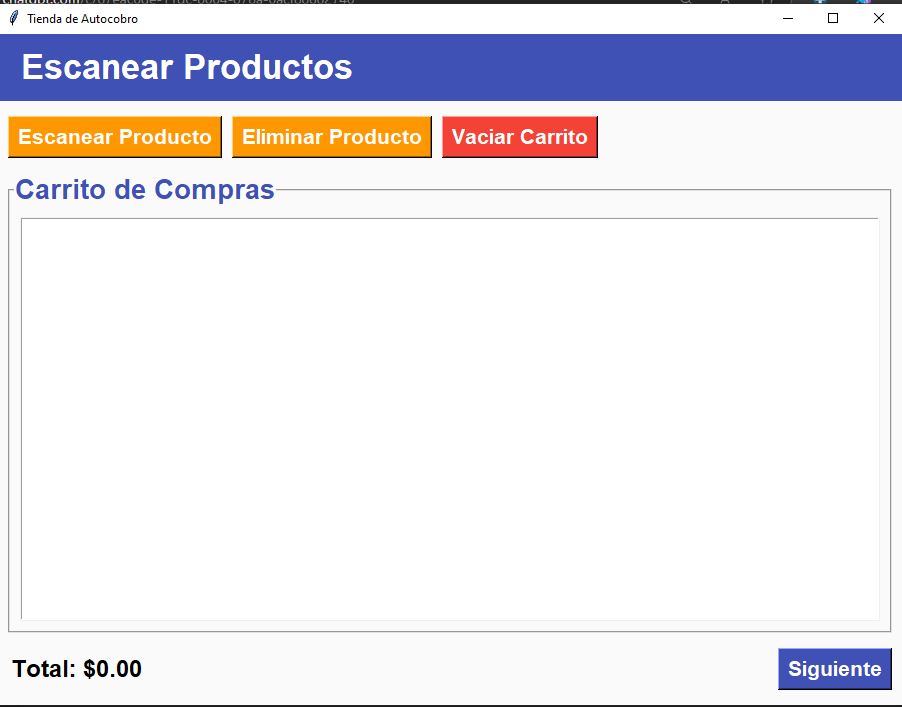 Tienda de Autocobro
Escanear Productos
Escanear Producto Eliminar Producto Vaciar Carrito
Carrito de Compras
Total: $0.00 Siguiente